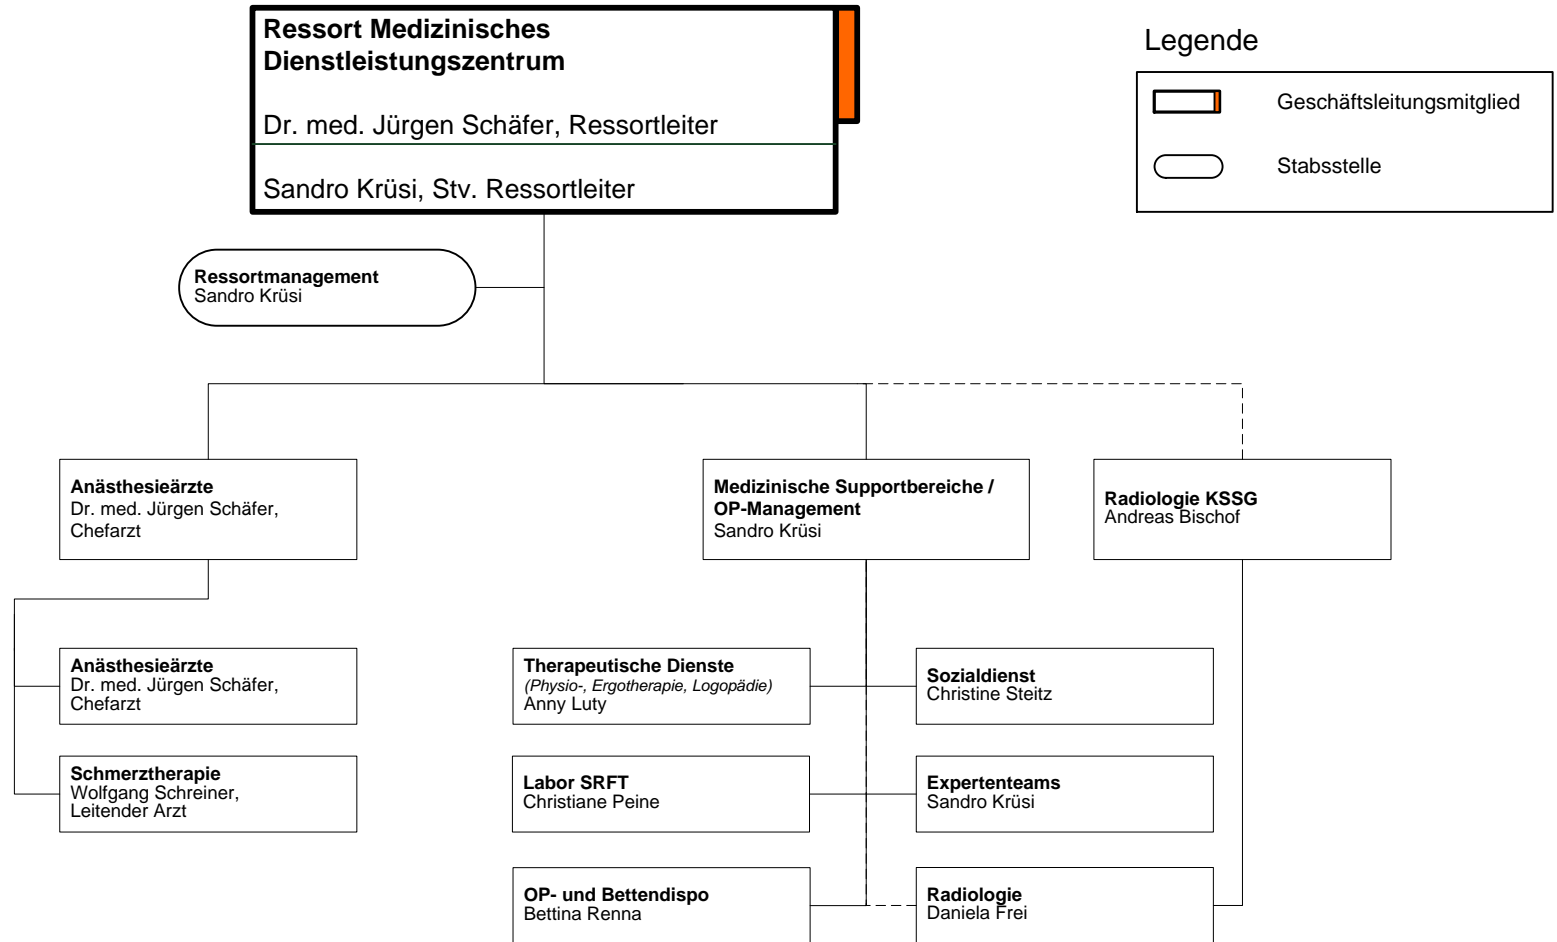 Ressort Medizinisches
Dienstleistungszentrum
Dr. med. Jürgen Schäfer, Ressortleiter
Sandro Krüsi, Stv. Ressortleiter
Legende
Geschäftsleitungsmitglied
Stabsstelle
Ressortmanagement
Sandro Krüsi
Anästhesieärzte
Dr. med. Jürgen Schäfer,
Chefarzt
Medizinische Supportbereiche /
OP-Management
Sandro Krüsi
Radiologie KSSG
Andreas Bischof
Anästhesieärzte
Dr. med. Jürgen Schäfer,
Chefarzt
Therapeutische Dienste
(Physio-, Ergotherapie, Logopädie)
Anny Luty
Sozialdienst
Christine Steitz
Schmerztherapie
Wolfgang Schreiner,
Leitender Arzt
Labor SRFT
Christiane Peine
Expertenteams
Sandro Krüsi
OP- und Bettendispo
Bettina Renna
Radiologie
Daniela Frei